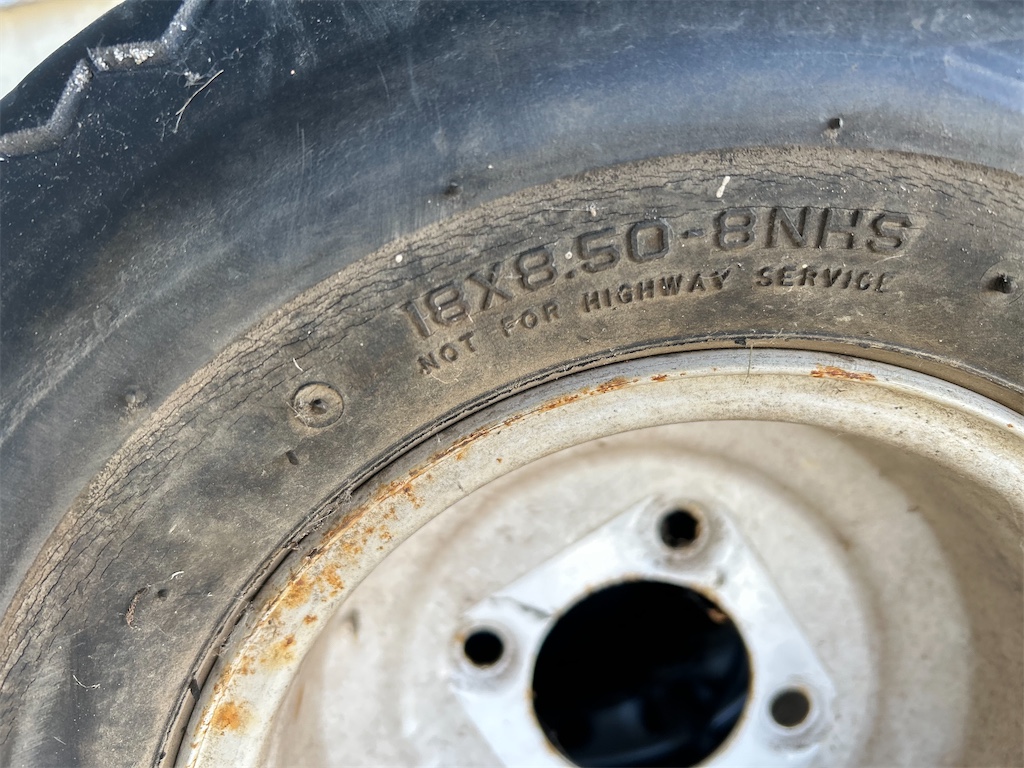 18X8.50-8NHS
NOT FOR HIGHWAY SERVICE